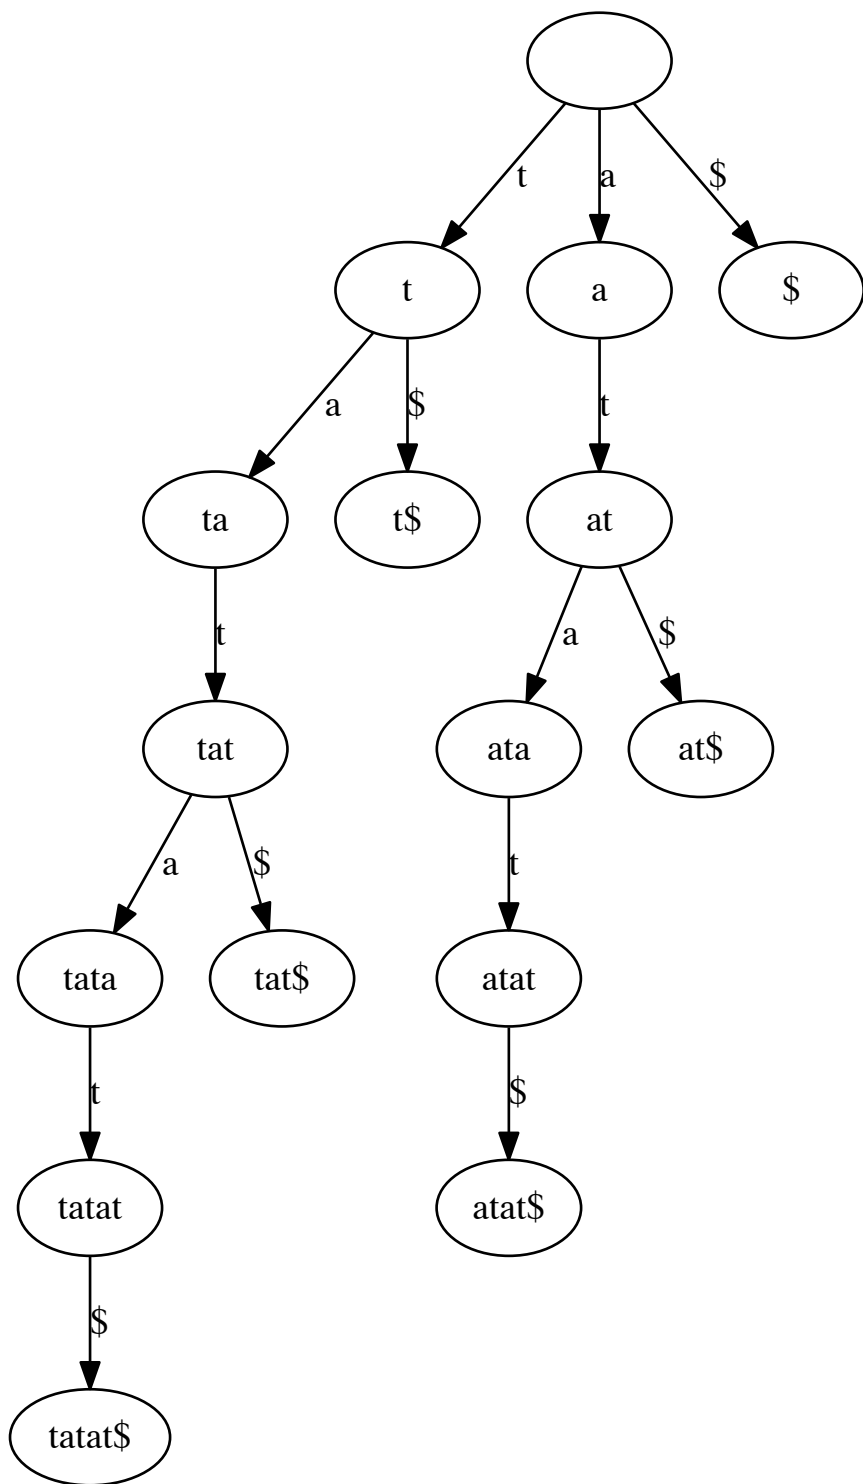 t a $
t a $
a $ t
ta t$ at
t a $
tat ata at$
a $ t
tata tat$ atat
t $
tatat atat$
$
tatat$